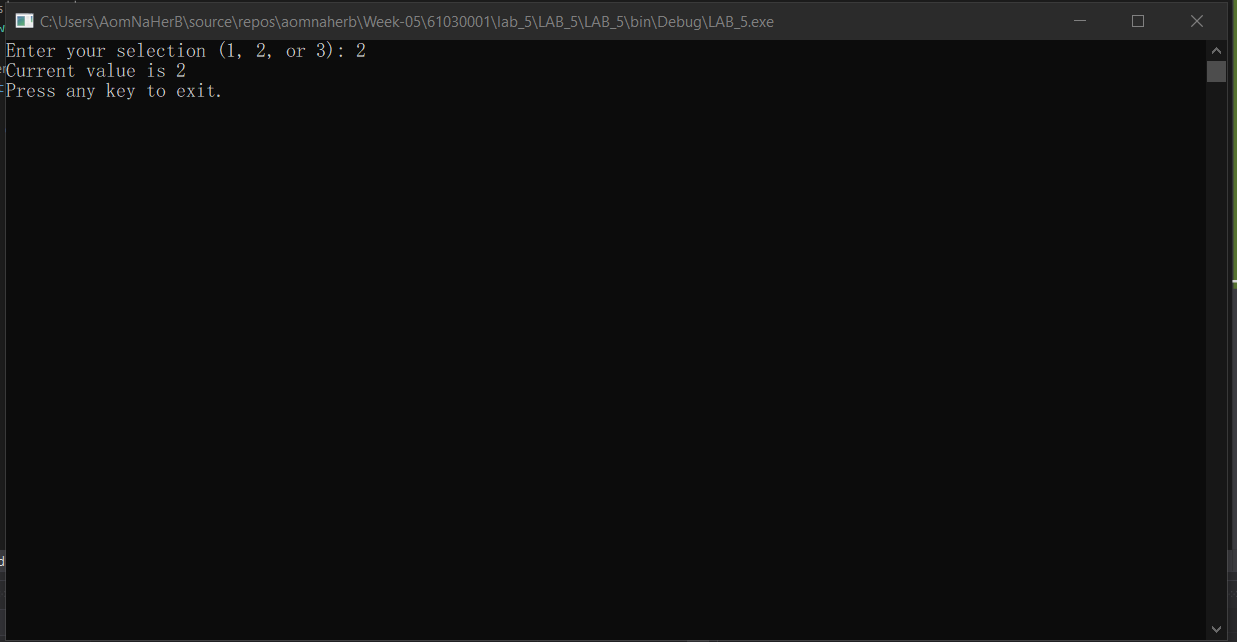 C:\Users\AomNaHerB\source\repos\aomnaherb\Week-05\61030001\lab_5\LAB_5\LAB_5\bin\Debug\LAB_5.exe
Enter your selection (1, 2, or 3): 2
Current value is 2
Press any key to exit.